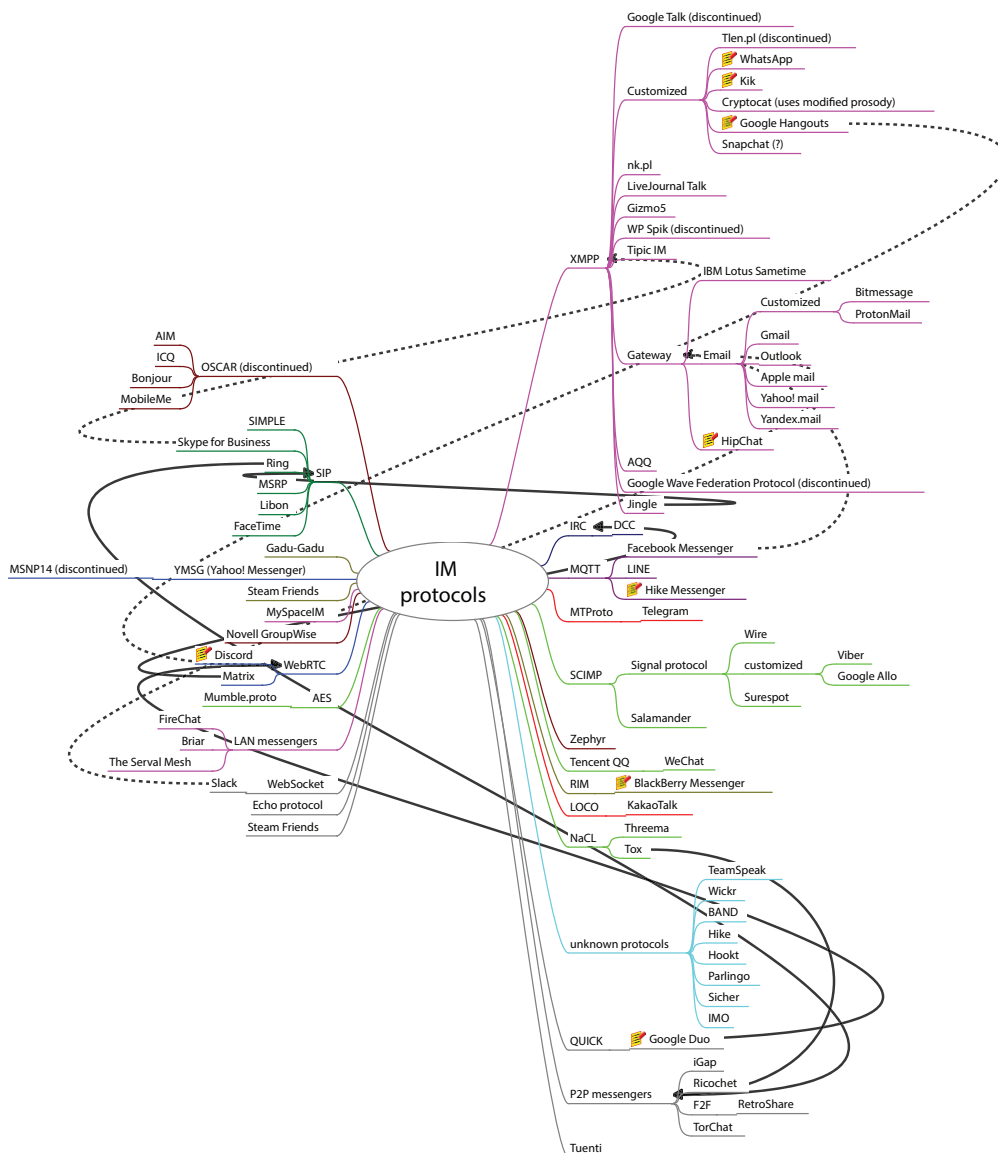 IM
protocols
XMPP
Google Talk (discontinued)
Customized
Tlen.pl (discontinued)
WhatsApp
Kik
Cryptocat (uses modified prosody)
Google Hangouts
Snapchat (?)
nk.pl
LiveJournal Talk
Gizmo5
WP Spik (discontinued)
Tipic IM
Gateway
IBM Lotus Sametime
Email
Customized
Bitmessage
ProtonMail
Gmail
Outlook
Apple mail
Yahoo! mail
Yandex.mail
HipChat
AQQ
Google Wave Federation Protocol (discontinued)
Jingle
IRC
DCC
MQTT
Facebook Messenger
LINE
Hike Messenger
MTProto
Telegram
SCIMP
Signal protocol
Wire
customized
Viber
Google Allo
Surespot
Salamander
Zephyr
Tencent QQ
WeChat
RIM
BlackBerry Messenger
LOCO
KakaoTalk
NaCL
Threema
Tox
unknown protocols
TeamSpeak
Wickr
BAND
Hike
Hookt
Parlingo
Sicher
IMO
QUICK
Google Duo
P2P messengers
iGap
Ricochet
F2F
RetroShare
TorChat
Tuenti
OSCAR (discontinued)
AIM
ICQ
Bonjour
MobileMe
SIP
SIMPLE
Skype for Business
Ring
MSRP
Libon
FaceTime
Gadu-Gadu
YMSG (Yahoo! Messenger)
MSNP14 (discontinued)
Steam Friends
MySpaceIM
Novell GroupWise
WebRTC
Discord
Matrix
AES
Mumble.proto
LAN messengers
FireChat
Briar
The Serval Mesh
WebSocket
Slack
Echo protocol
Steam Friends